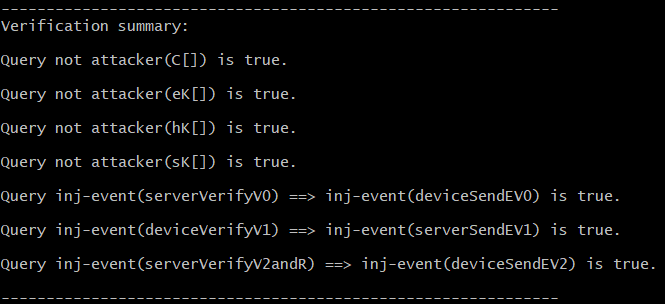 --------------------------------------------------------------
Verification summary:
Query not attacker(C[]) is true.
Query not attacker(eK[]) is true.
Query not attacker(hK[]) is true.
Query not attacker(sK[]) is true.
Query inj-event(serverVerifyV0) ==> inj-event(deviceSendEV0) is true.
Query inj-event(deviceVerifyV1) ==> inj-event(serverSendEV1) is true.
Query inj-event(serverVerifyV2andR) ==> inj-event(deviceSendEV2) is true.
--------------------------------------------------------------